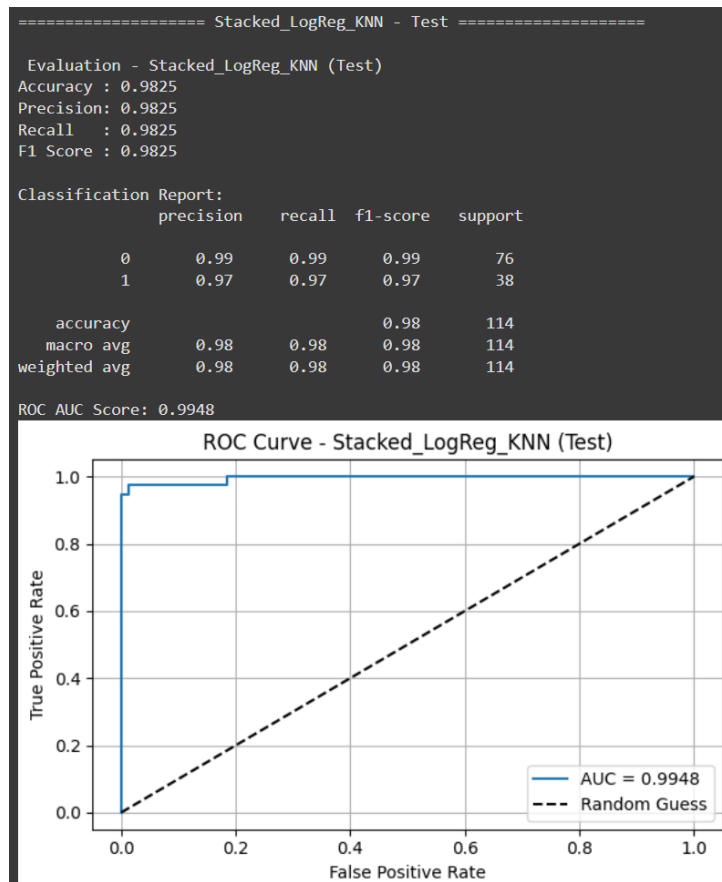 ==================== Stacked_LogReg_KNN - Test ====================
Evaluation - Stacked_LogReg_KNN (Test)
Accuracy : 0.9825
Precision: 0.9825
Recall   : 0.9825
F1 Score : 0.9825
Classification Report:
precision    recall  f1-score   support
0       0.99      0.99      0.99        76
1       0.97      0.97      0.97        38
accuracy                           0.98       114
macro avg       0.98      0.98      0.98       114
weighted avg       0.98      0.98      0.98       114
ROC AUC Score: 0.9948
ROC Curve - Stacked_LogReg_KNN (Test)
1.0
0.8
0.6
0.4
0.2
0.0
True Positive Rate
AUC = 0.9948
Random Guess
0.0 0.2 0.4 0.6 0.8 1.0
False Positive Rate